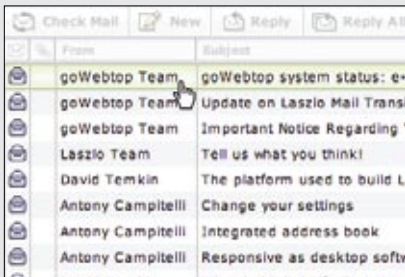 Check Mail New Reply Reply All
From Subject
goWebtop Team goWebtop system status: e-
goWebtop Team Update on Laszlo Mail Trans
goWebtop Team Important Notice Regarding
Laszlo Team Tell us what you think!
David Temkin The platform used to build L
Antony Campitelli Change your settings
Antony Campitelli Integrated address book
Antony Campitelli Responsive as desktop softw